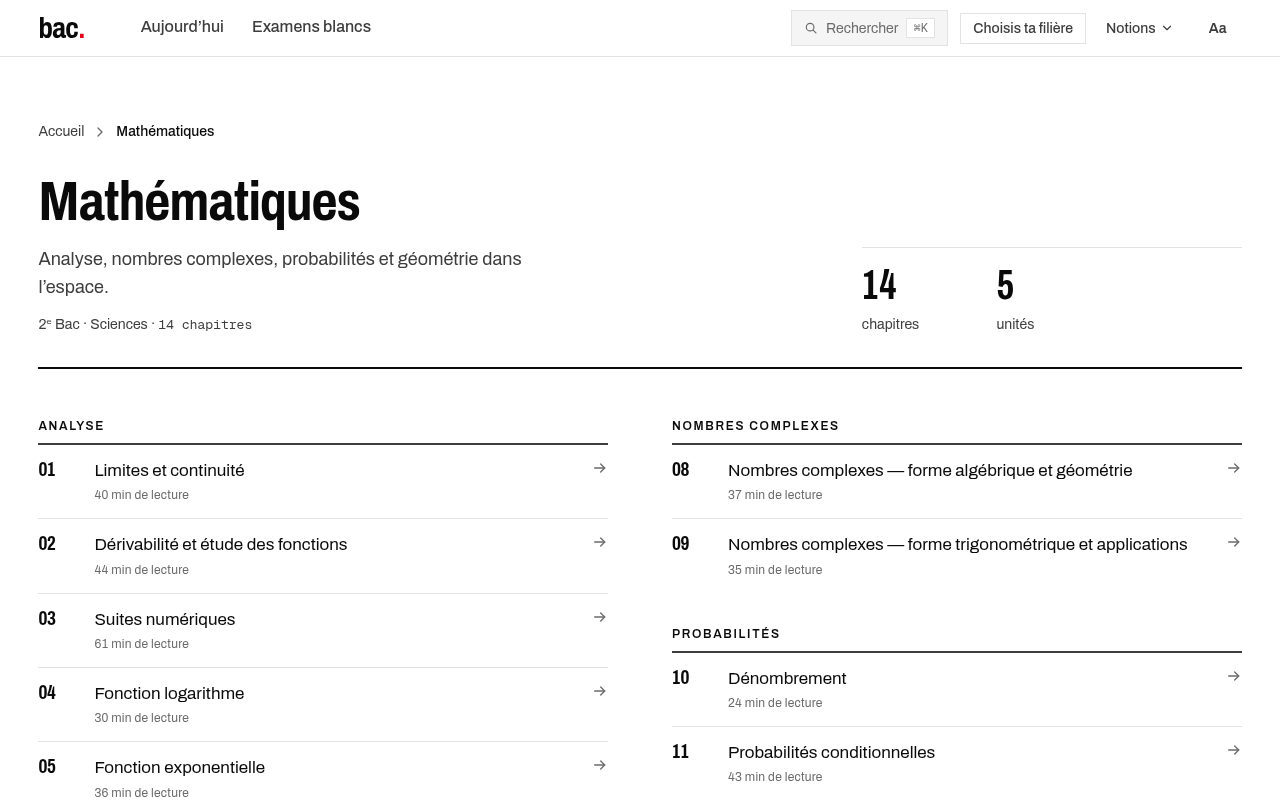 bac.
Aujourd’hui
Examens blancs
Rechercher ⌘K
Choisis ta filière
Notions
Aa
Accueil
Mathématiques
Mathématiques
Analyse, nombres complexes, probabilités et géométrie dans
l’espace.
2ᵉ Bac · Sciences · 14 chapitres
14
chapitres
5
unités
ANALYSE
01 Limites et continuité
40 min de lecture
02 Dérivabilité et étude des fonctions
44 min de lecture
03 Suites numériques
61 min de lecture
04 Fonction logarithme
30 min de lecture
05 Fonction exponentielle
36 min de lecture
NOMBRES COMPLEXES
08 Nombres complexes — forme algébrique et géométrie
37 min de lecture
09 Nombres complexes — forme trigonométrique et applications
35 min de lecture
PROBABILITÉS
10 Dénombrement
24 min de lecture
11 Probabilités conditionnelles
43 min de lecture